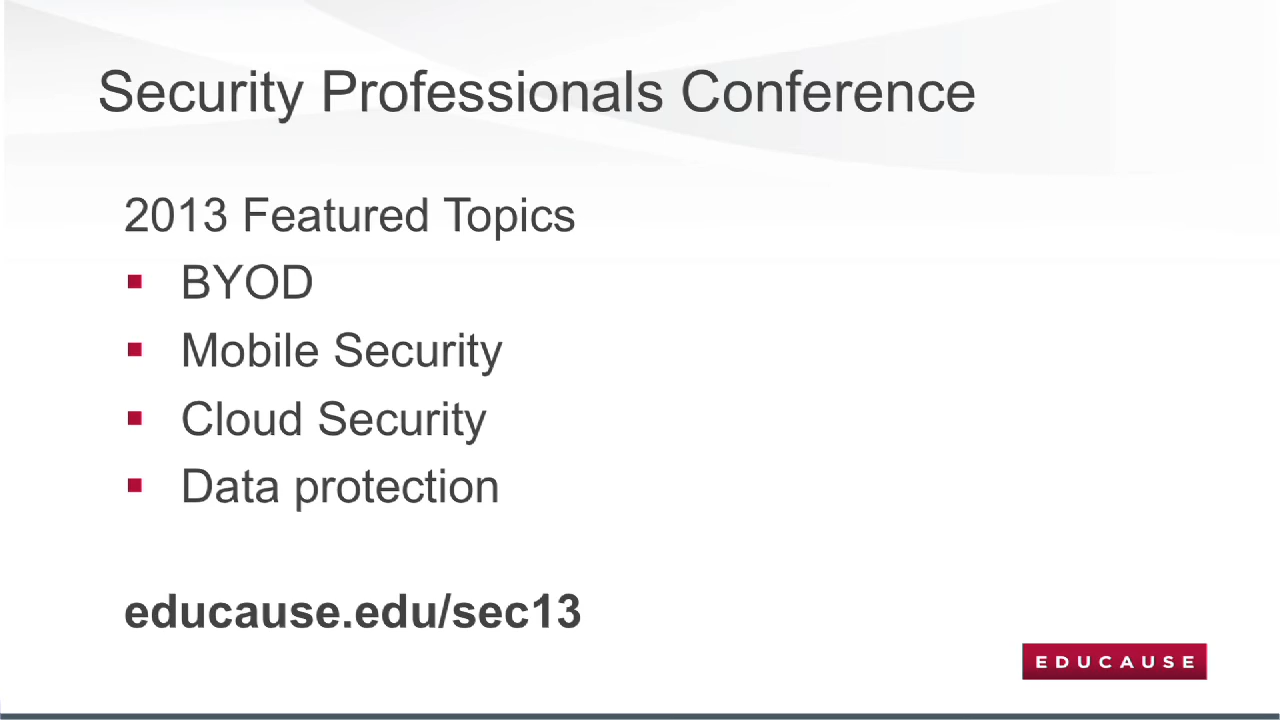 Security Professionals Conference
2013 Featured Topics
▪ BYOD
▪ Mobile Security
▪ Cloud Security
▪ Data protection
educause.edu/sec13
EDUCAUSE